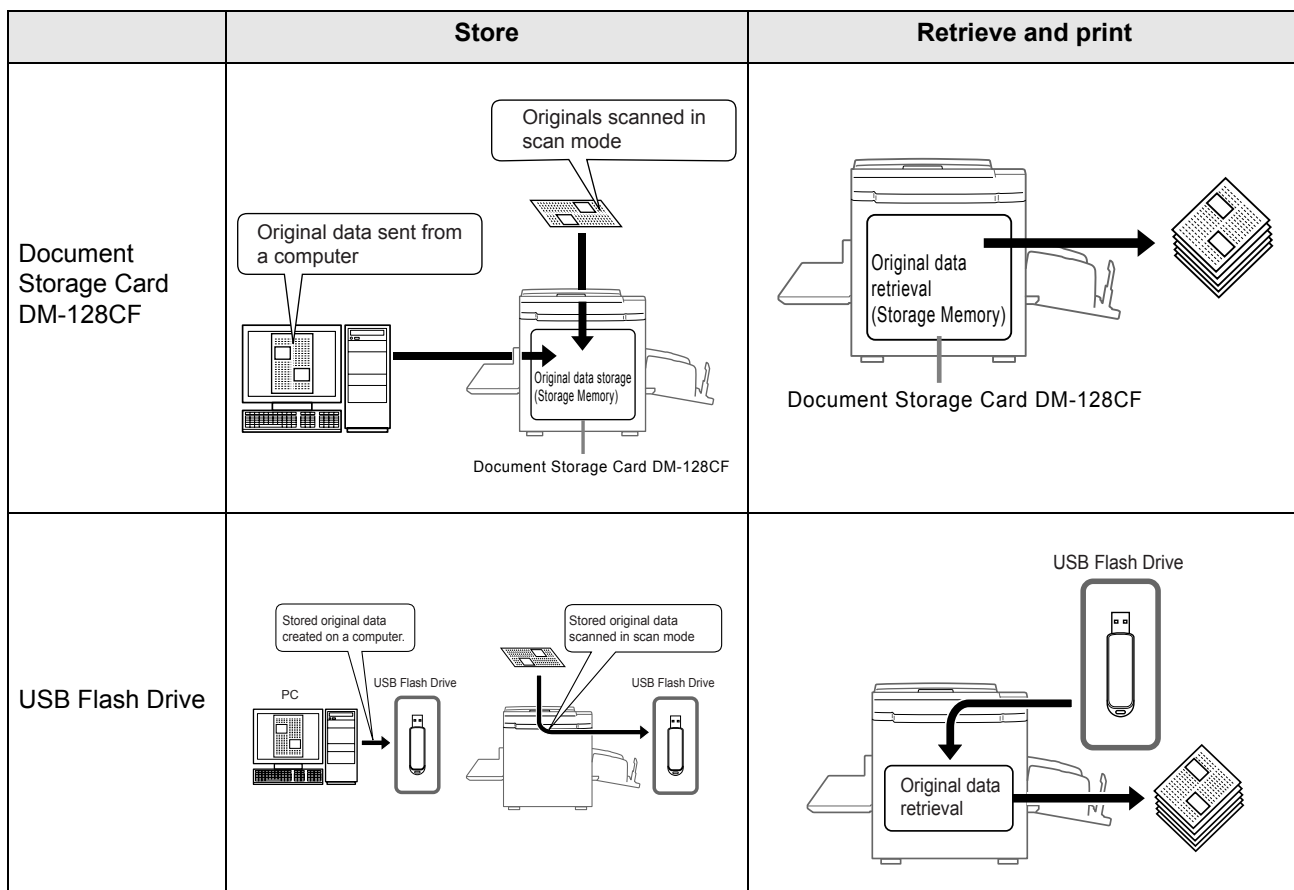 Store
Retrieve and print
Document
Storage Card
DM-128CF
Originals scanned in
scan mode
Original data sent from
a computer
Original data storage
(Storage Memory)
Document Storage Card DM-128CF
Original data
retrieval
(Storage Memory)
Document Storage Card DM-128CF
USB Flash Drive
Stored original data
created on a computer.
PC
USB Flash Drive
Stored original data
scanned in scan mode
USB Flash Drive
USB Flash Drive
Original data
retrieval